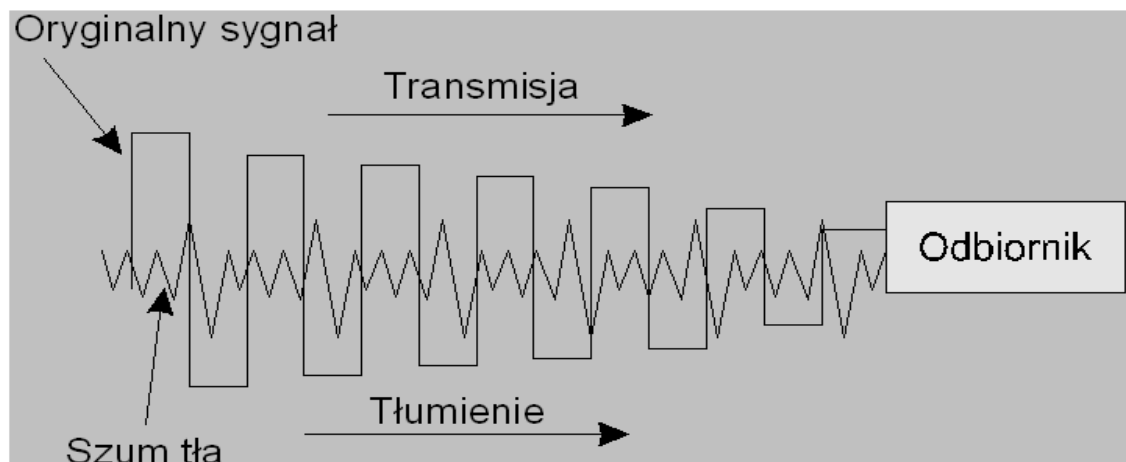 Oryginalny sygnał
Transmisja
Odbiornik
Tłumienie
Szum tła